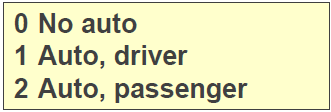 0 No auto
1 Auto, driver
2 Auto, passenger